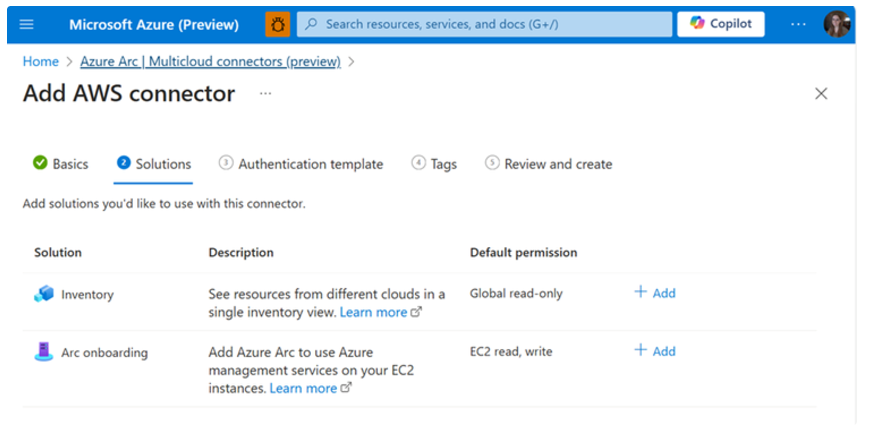 Microsoft Azure (Preview)
Search resources, services, and docs (G+/)
Copilot
...
Home > Azure Arc | Multicloud connectors (preview) >
Add AWS connector ...
Basics 2 Solutions 3 Authentication template 4 Tags 5 Review and create
Add solutions you'd like to use with this connector.
Solution Description Default permission
Inventory See resources from different clouds in a Global read-only + Add
single inventory view. Learn more
Arc onboarding Add Azure Arc to use Azure EC2 read, write + Add
management services on your EC2
instances. Learn more